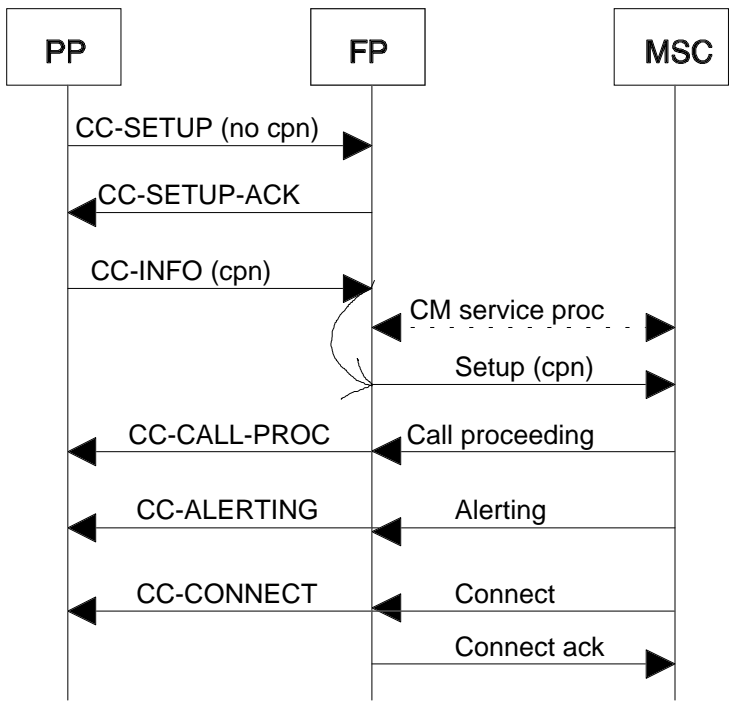 PP
FP
MSC
CC-SETUP (no cpn)
CC-SETUP-ACK
CC-INFO (cpn)
CM service proc
Setup (cpn)
CC-CALL-PROC
Call proceeding
CC-ALERTING
Alerting
CC-CONNECT
Connect
Connect ack